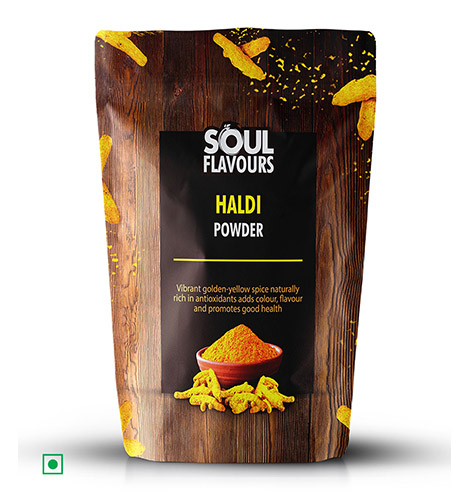 SOUL
FLAVOURS
HALDI
POWDER
Vibrant golden-yellow spice naturally
rich in antioxidants adds colour, flavour
and promotes good health